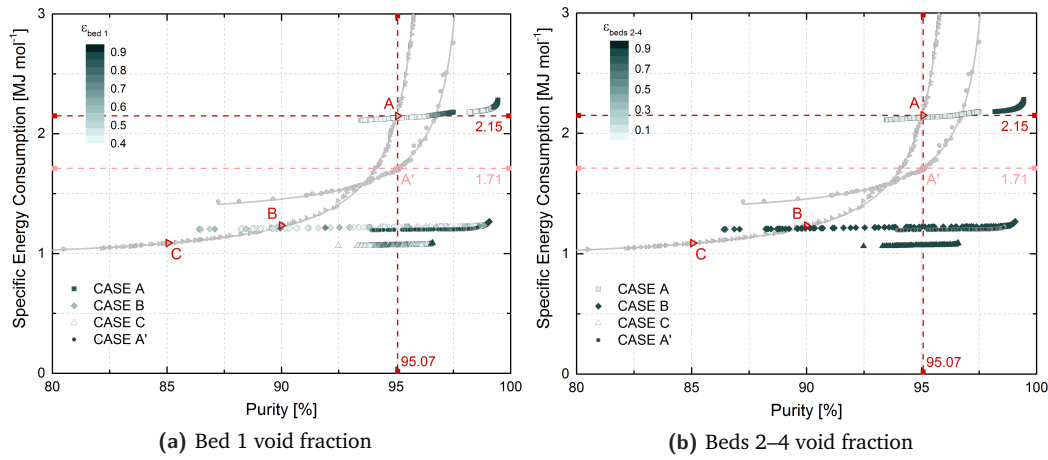 3
2
1
0
Specific Energy Consumption [MJ mol⁻¹]
ε bed 1
0.9
0.8
0.7
0.6
0.5
0.4
A
2.15
A'
1.71
B
C
CASE A
CASE B
CASE C
CASE A'
95.07
80
85
90
95
100
Purity [%]
(a) Bed 1 void fraction
3
2
1
0
Specific Energy Consumption [MJ mol⁻¹]
ε beds 2-4
0.9
0.7
0.5
0.3
0.1
A
2.15
A'
1.71
B
C
CASE A
CASE B
CASE C
CASE A'
95.07
80
85
90
95
100
Purity [%]
(b) Beds 2–4 void fraction